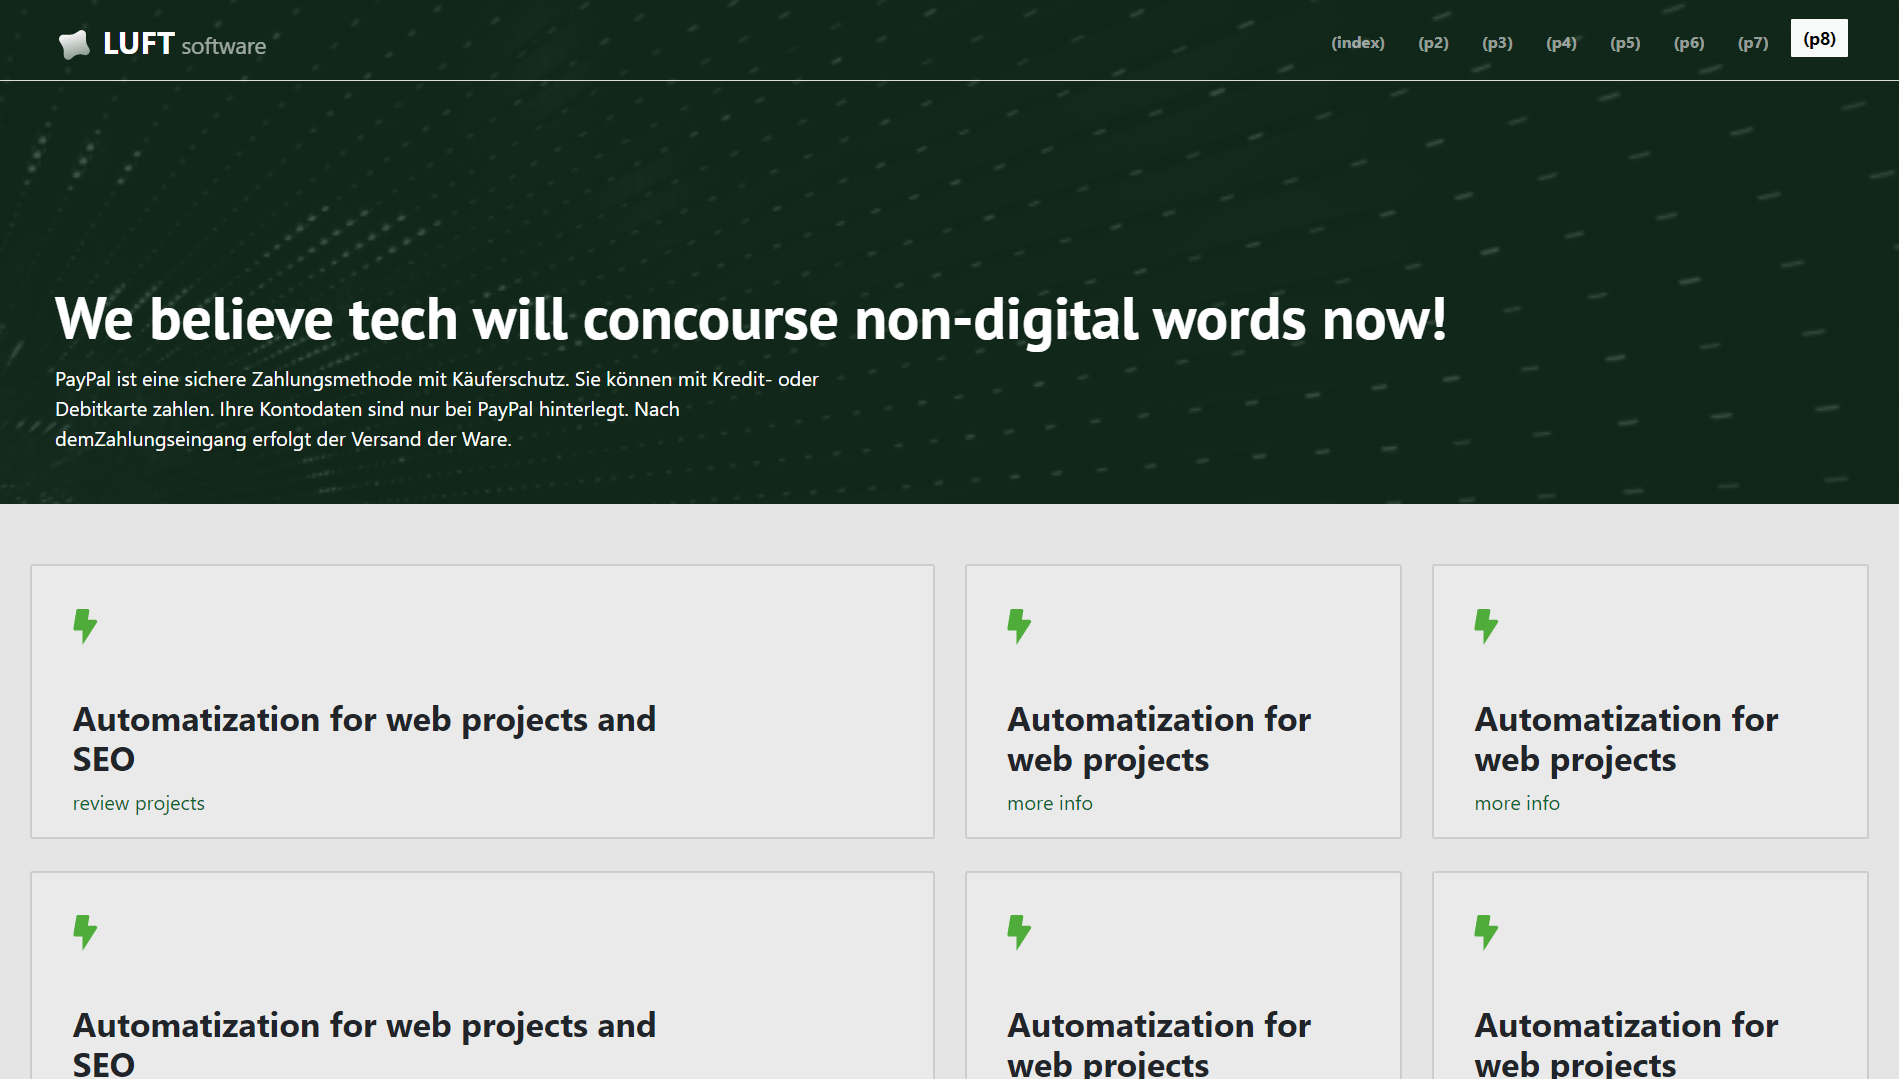 LUFT software
(index) (p2) (p3) (p4) (p5) (p6) (p7) (p8)
We believe tech will concourse non-digital words now!
PayPal ist eine sichere Zahlungsmethode mit Käuferschutz. Sie können mit Kredit- oder
Debitkarte zahlen. Ihre Kontodaten sind nur bei PayPal hinterlegt. Nach
demZahlungseingang erfolgt der Versand der Ware.
Automatization for web projects and
SEO
review projects
Automatization for
web projects
more info
Automatization for
web projects
more info
Automatization for web projects and
SEO
Automatization for
web projects
Automatization for
web projects